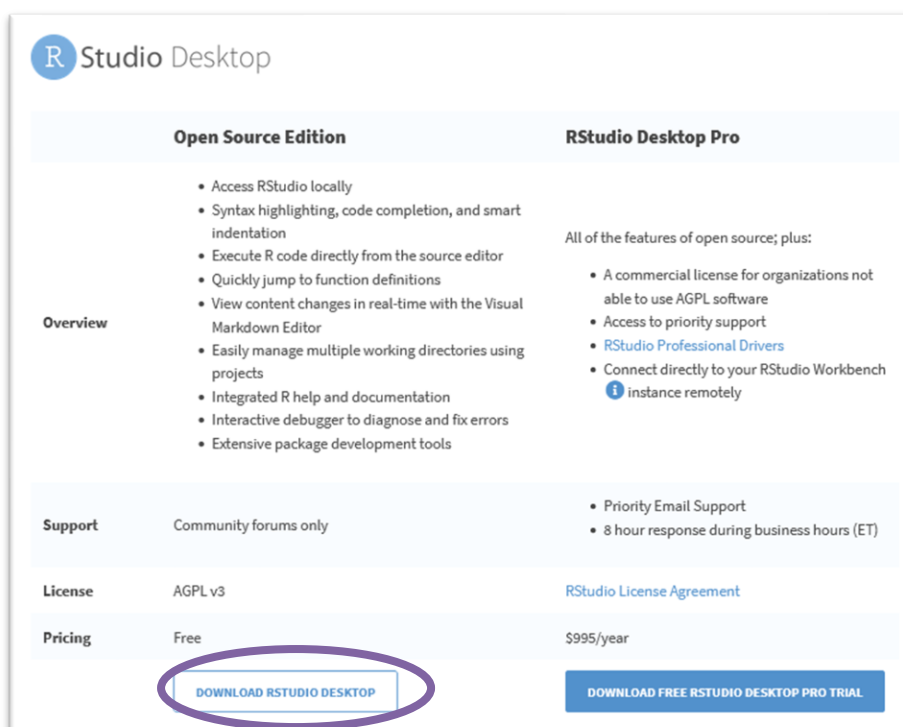 R Studio Desktop
Open Source Edition
RStudio Desktop Pro
Overview
• Access RStudio locally
• Syntax highlighting, code completion, and smart
indentation
• Execute R code directly from the source editor
• Quickly jump to function definitions
• View content changes in real-time with the Visual
Markdown Editor
• Easily manage multiple working directories using
projects
• Integrated R help and documentation
• Interactive debugger to diagnose and fix errors
• Extensive package development tools
All of the features of open source; plus:
• A commercial license for organizations not
able to use AGPL software
• Access to priority support
• RStudio Professional Drivers
• Connect directly to your RStudio Workbench
i instance remotely
Support
Community forums only
• Priority Email Support
• 8 hour response during business hours (ET)
License
AGPL v3
RStudio License Agreement
Pricing
Free
$995/year
DOWNLOAD RSTUDIO DESKTOP
DOWNLOAD FREE RSTUDIO DESKTOP PRO TRIAL